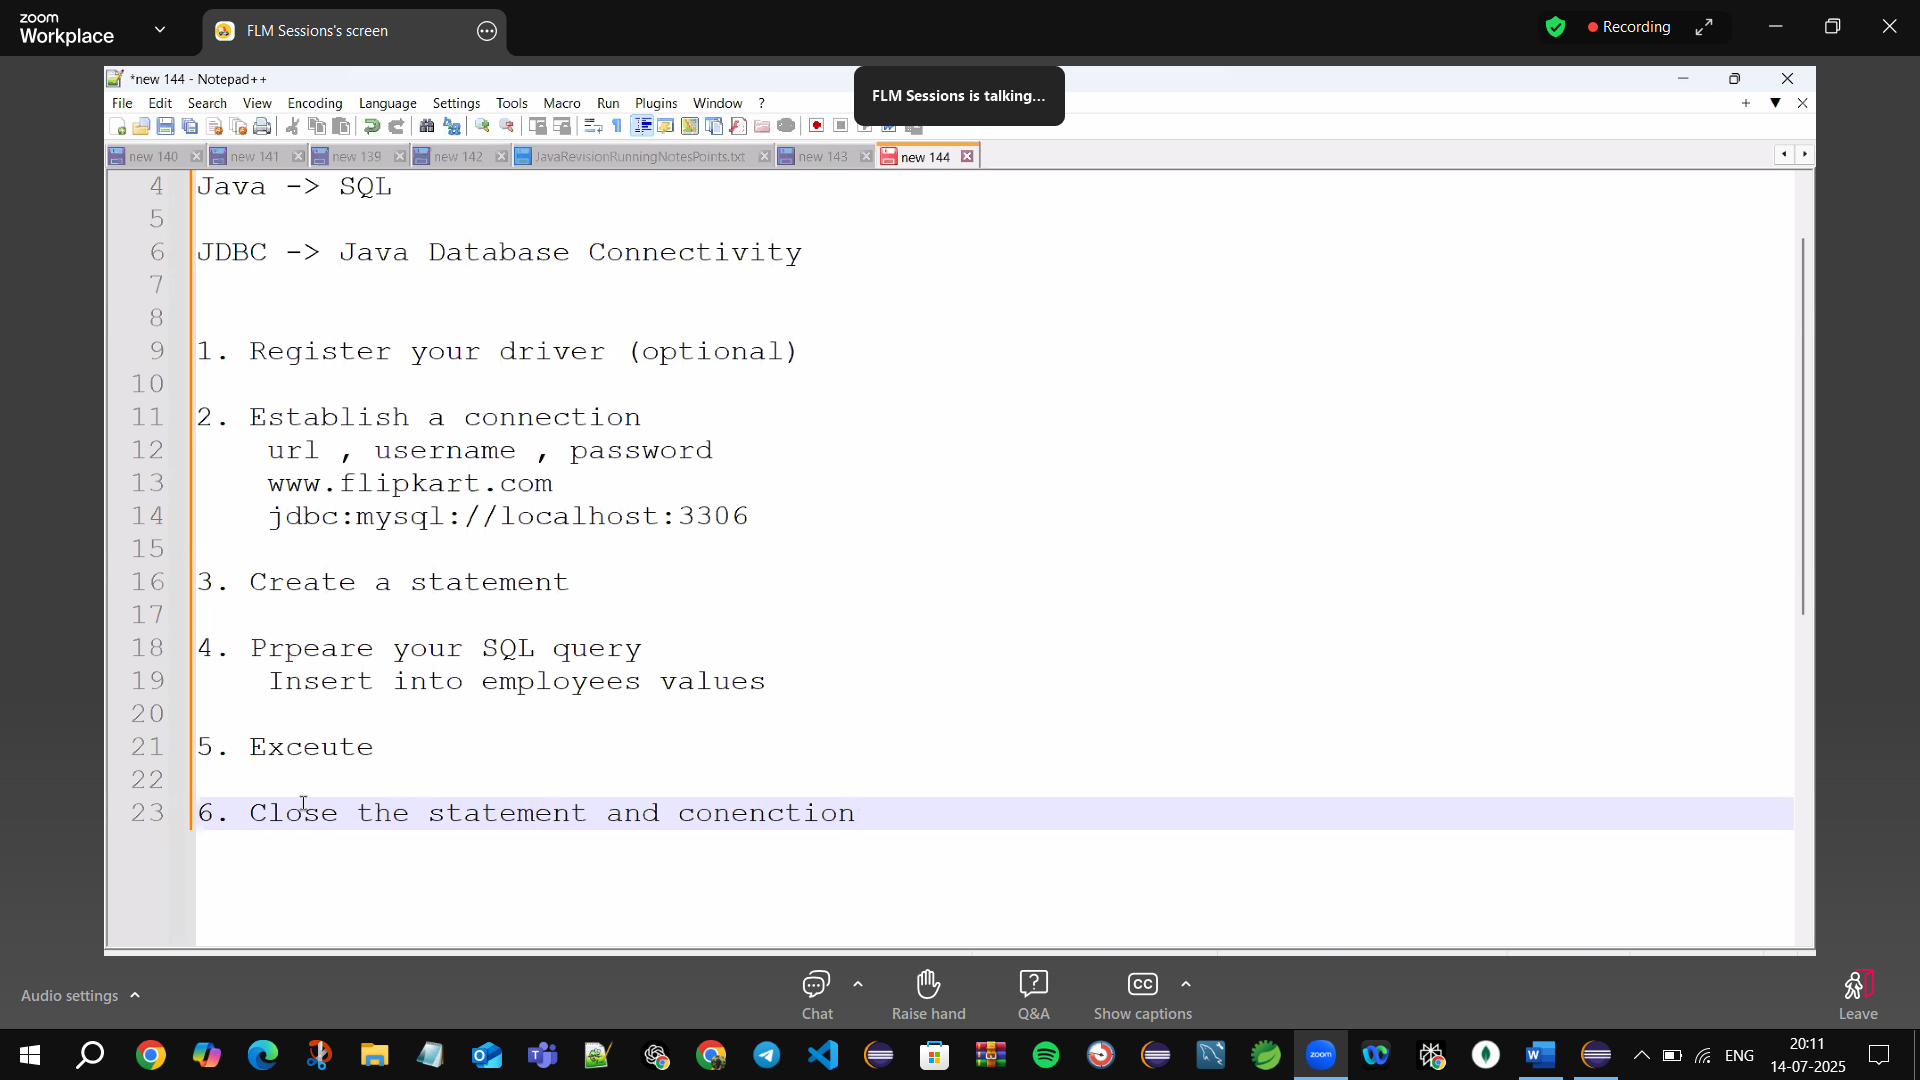 zoom
Workplace
FLM Sessions's screen
Recording
*new 144 - Notepad++
FLM Sessions is talking...
File Edit Search View Encoding Language Settings Tools Macro Run Plugins Window ?
new 140 new 141 new 139 new 142 JavaRevisionRunningNotesPoints.txt new 143 new 144
4 Java -> SQL
5
6 JDBC -> Java Database Connectivity
7
8
9 1. Register your driver (optional)
10
11 2. Establish a connection
12 url , username , password
13 www.flipkart.com
14 jdbc:mysql://localhost:3306
15
16 3. Create a statement
17
18 4. Prpeare your SQL query
19 Insert into employees values
20
21 5. Exceute
22
23 6. Close the statement and conenction
Audio settings
Chat
Raise hand
Q&A
CC
Show captions
Leave
zoom
ENG
20:11
14-07-2025